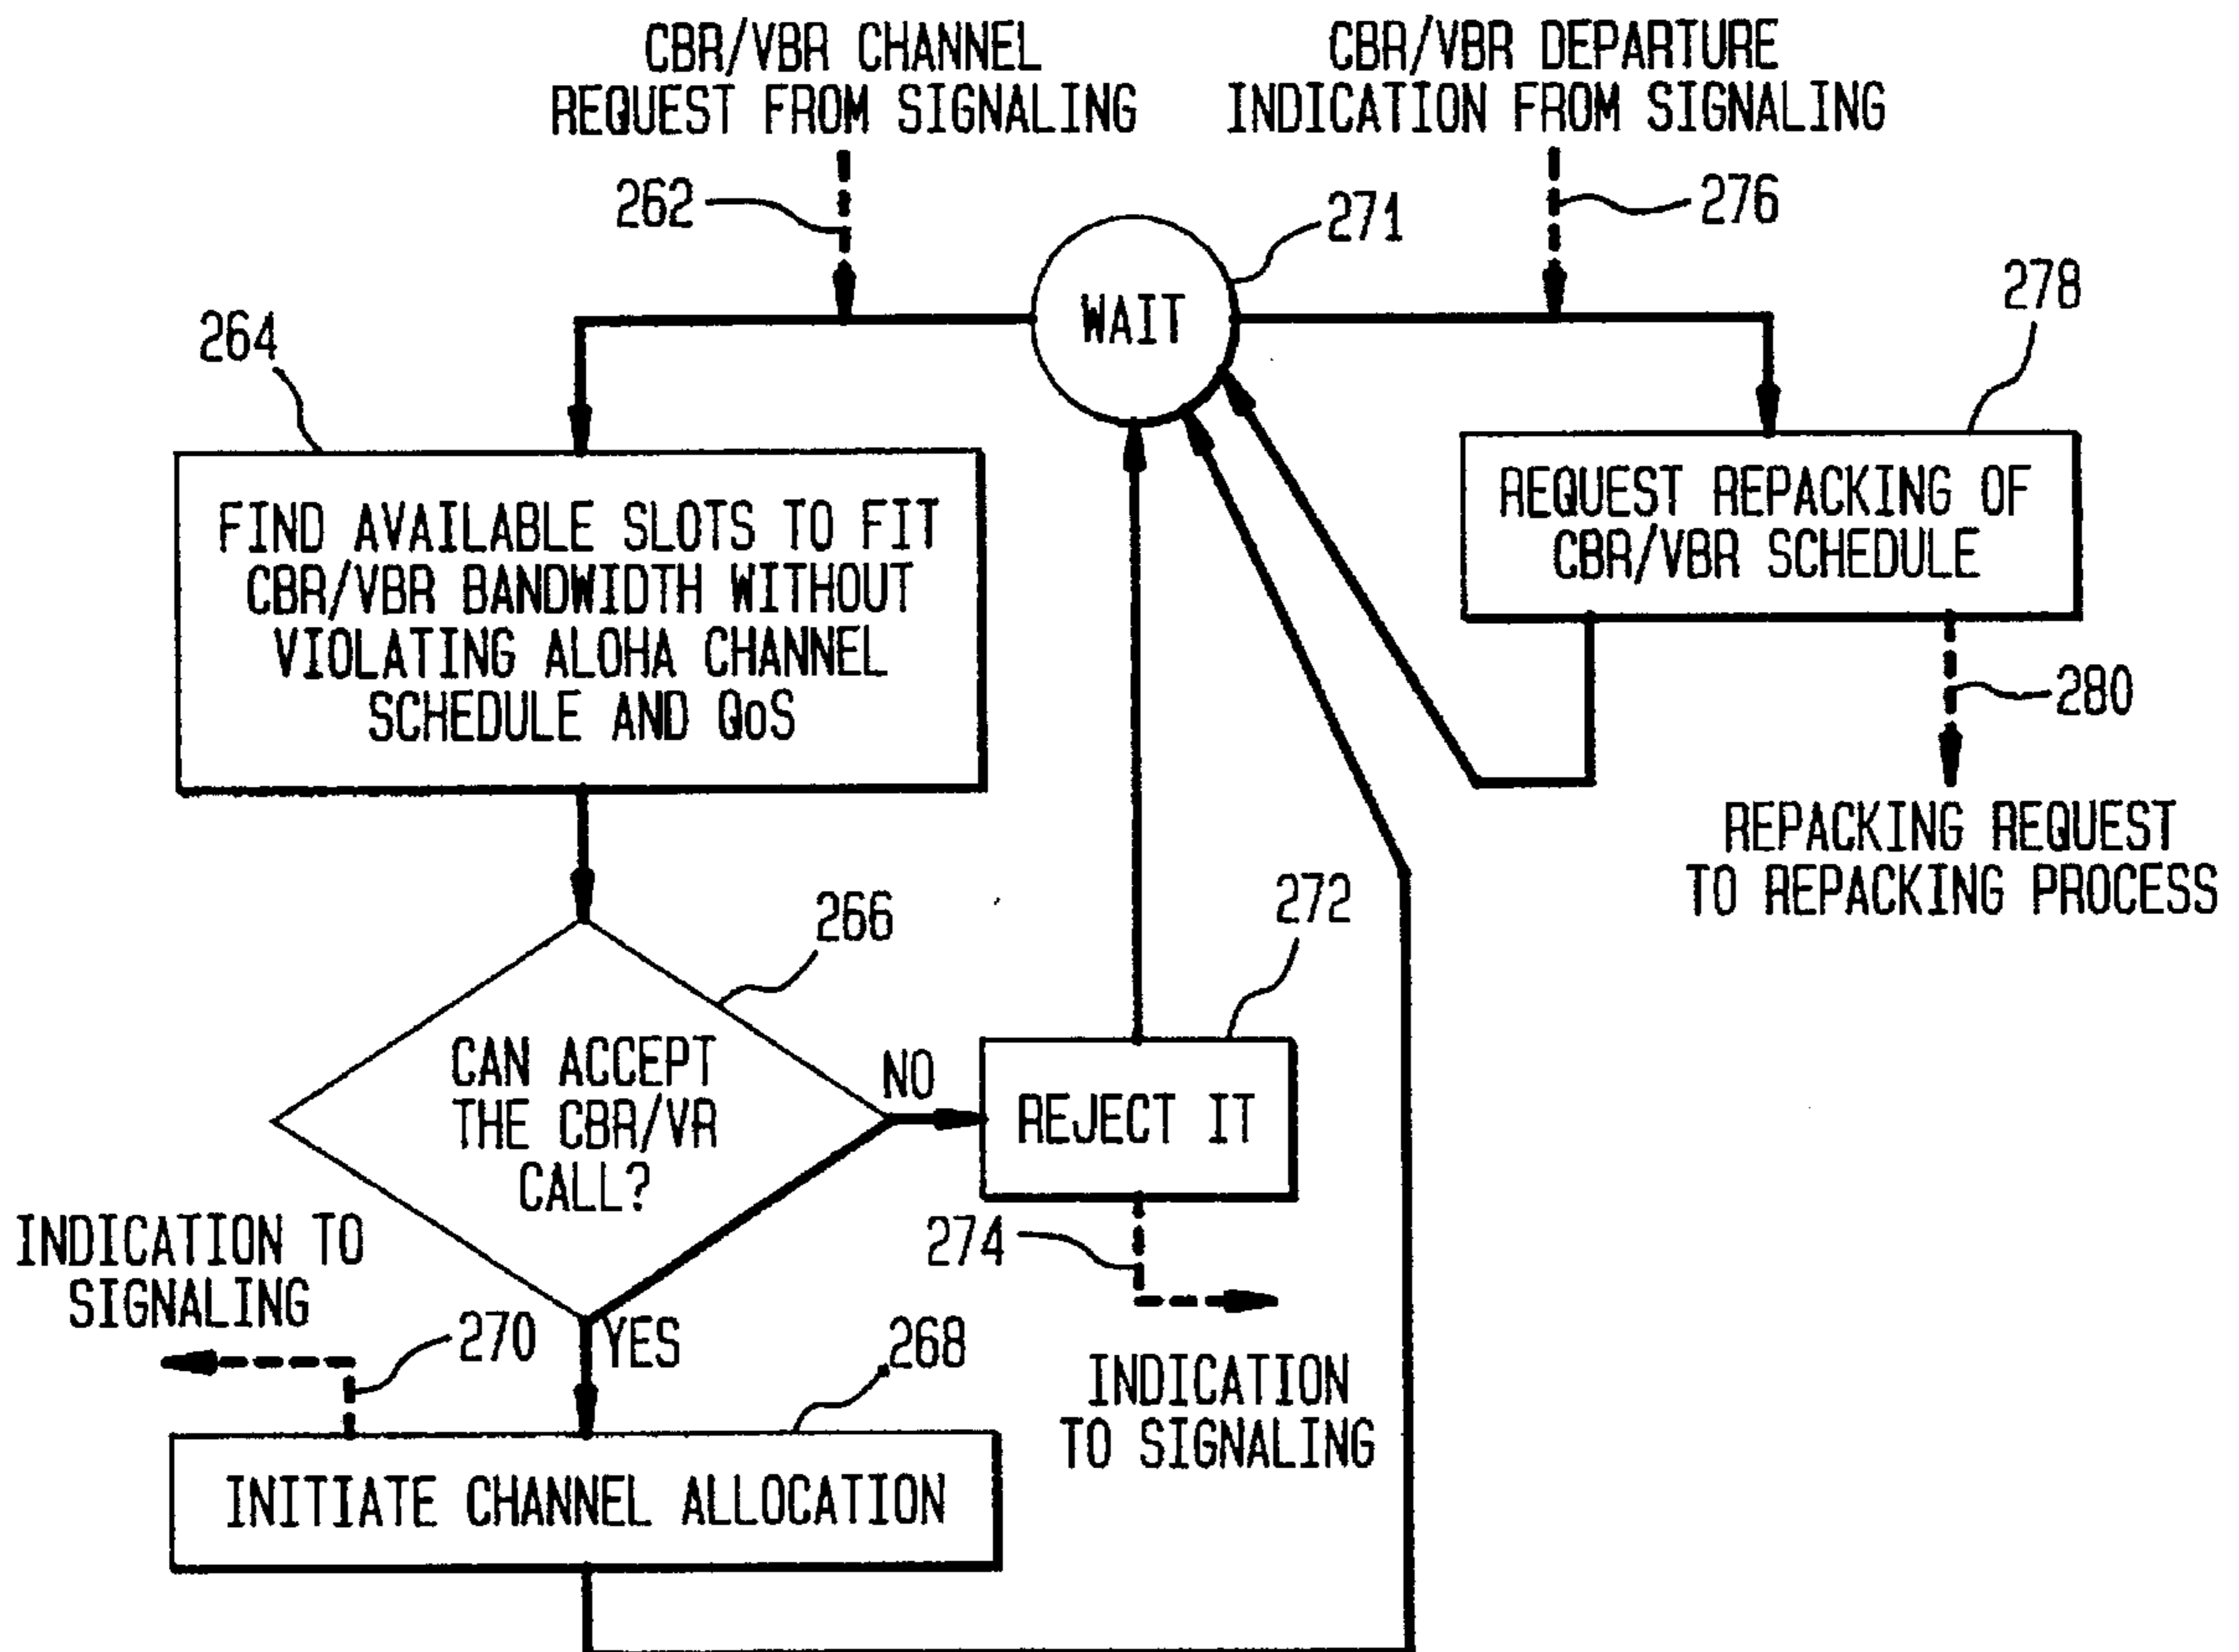 CBR/VBR CHANNEL
REQUEST FROM SIGNALING
CBR/VBR DEPARTURE
INDICATION FROM SIGNALING
262
276
271
WAIT
278
264
REQUEST REPACKING OF
CBR/VBR SCHEDULE
FIND AVAILABLE SLOTS TO FIT
CBR/VBR BANDWIDTH WITHOUT
VIOLATING ALOHA CHANNEL
SCHEDULE AND QoS
280
REPACKING REQUEST
TO REPACKING PROCESS
266
272
CAN ACCEPT
THE CBR/VR
CALL?
NO
REJECT IT
274
INDICATION TO
SIGNALING
270
YES
268
INDICATION
TO SIGNALING
INITIATE CHANNEL ALLOCATION